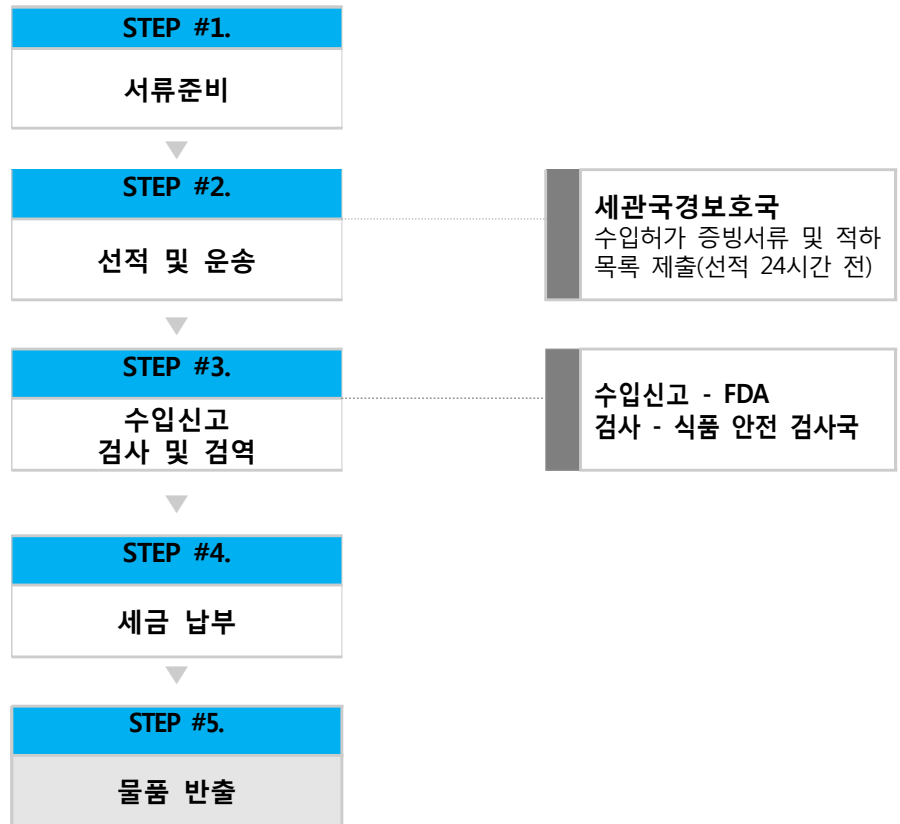 STEP #1.
서류준비
STEP #2.
선적 및 운송
세관국경보호국
수입허가 증빙서류 및 적하
목록 제출(선적 24시간 전)
STEP #3.
수입신고
검사 및 검역
수입신고 - FDA
검사 - 식품 안전 검사국
STEP #4.
세금 납부
STEP #5.
물품 반출